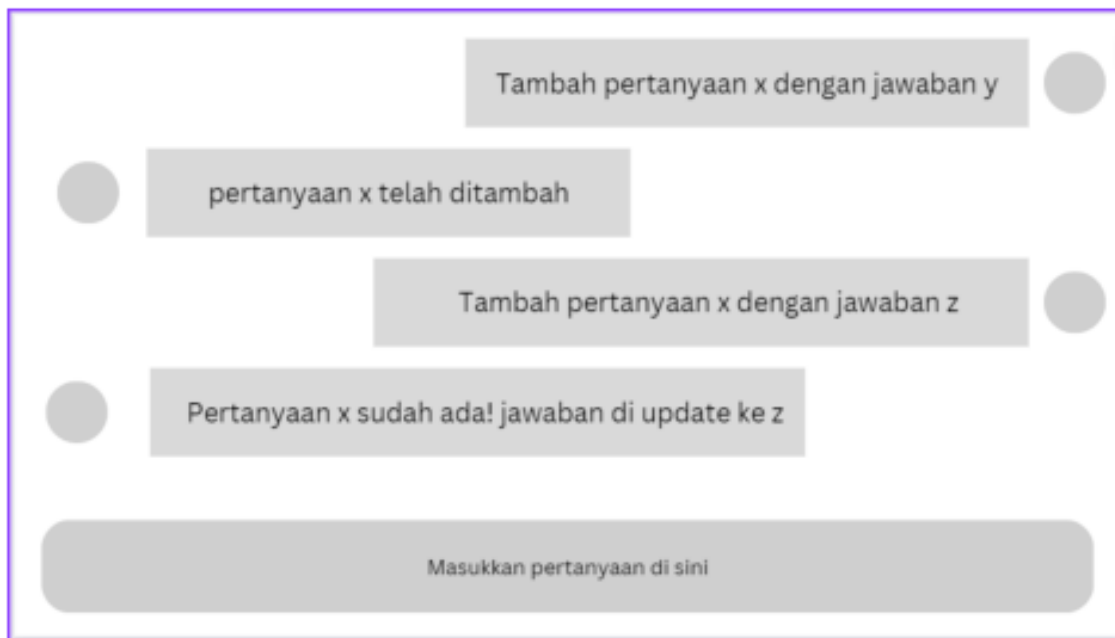 Tambah pertanyaan x dengan jawaban y
pertanyaan x telah ditambah
Tambah pertanyaan x dengan jawaban z
Pertanyaan x sudah ada! jawaban di update ke z
Masukkan pertanyaan di sini